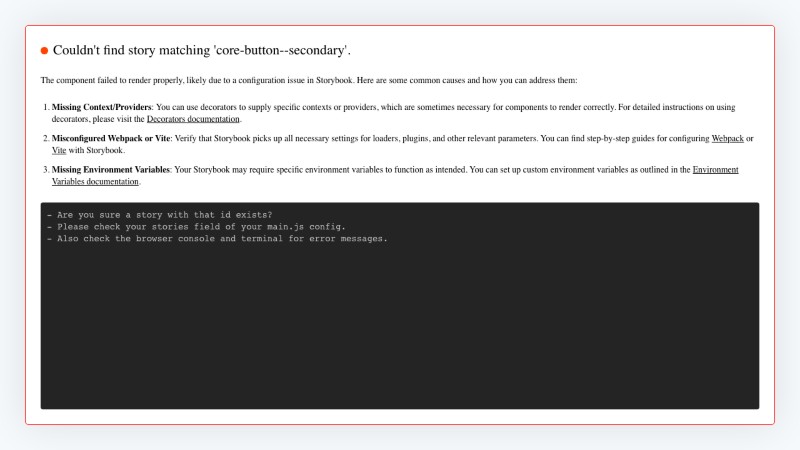 Couldn't find story matching 'core-button--secondary'.
The component failed to render properly, likely due to a configuration issue in Storybook. Here are some common causes and how you can address them:
1. Missing Context/Providers: You can use decorators to supply specific contexts or providers, which are sometimes necessary for components to render correctly. For detailed instructions on using
decorators, please visit the Decorators documentation.
2. Misconfigured Webpack or Vite: Verify that Storybook picks up all necessary settings for loaders, plugins, and other relevant parameters. You can find step-by-step guides for configuring Webpack or
Vite with Storybook.
3. Missing Environment Variables: Your Storybook may require specific environment variables to function as intended. You can set up custom environment variables as outlined in the Environment
Variables documentation.
- Are you sure a story with that id exists?
- Please check your stories field of your main.js config.
- Also check the browser console and terminal for error messages.